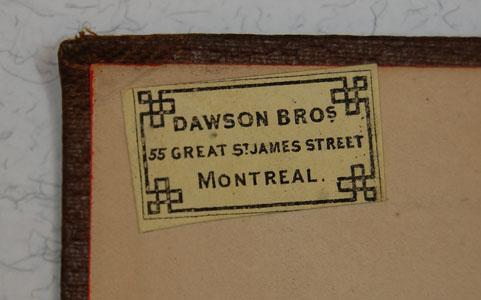 DAWSON BROS
55 GREAT ST JAMES STREET
MONTREAL.